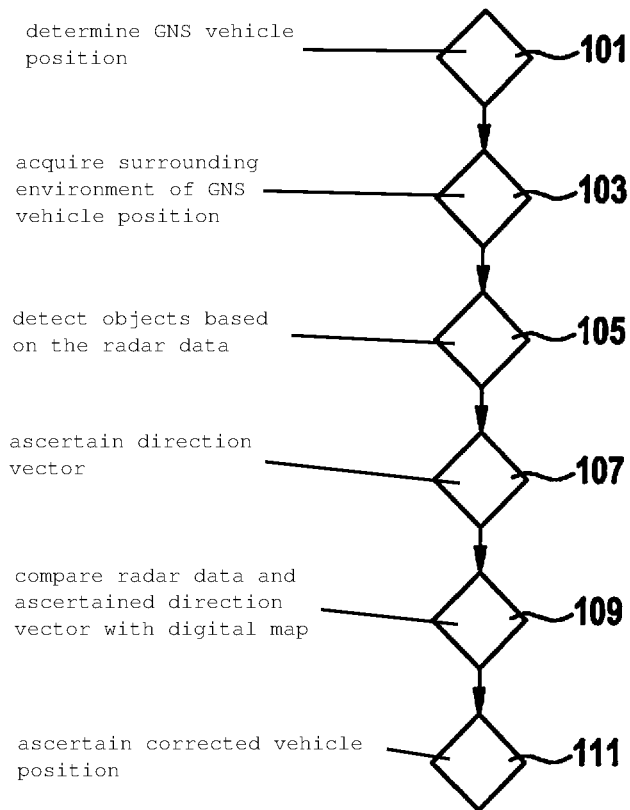 determine GNS vehicle
position
101
acquire surrounding
environment of GNS
vehicle position
103
detect objects based
on the radar data
105
ascertain direction
vector
107
compare radar data and
ascertained direction
vector with digital map
109
ascertain corrected vehicle
position
111